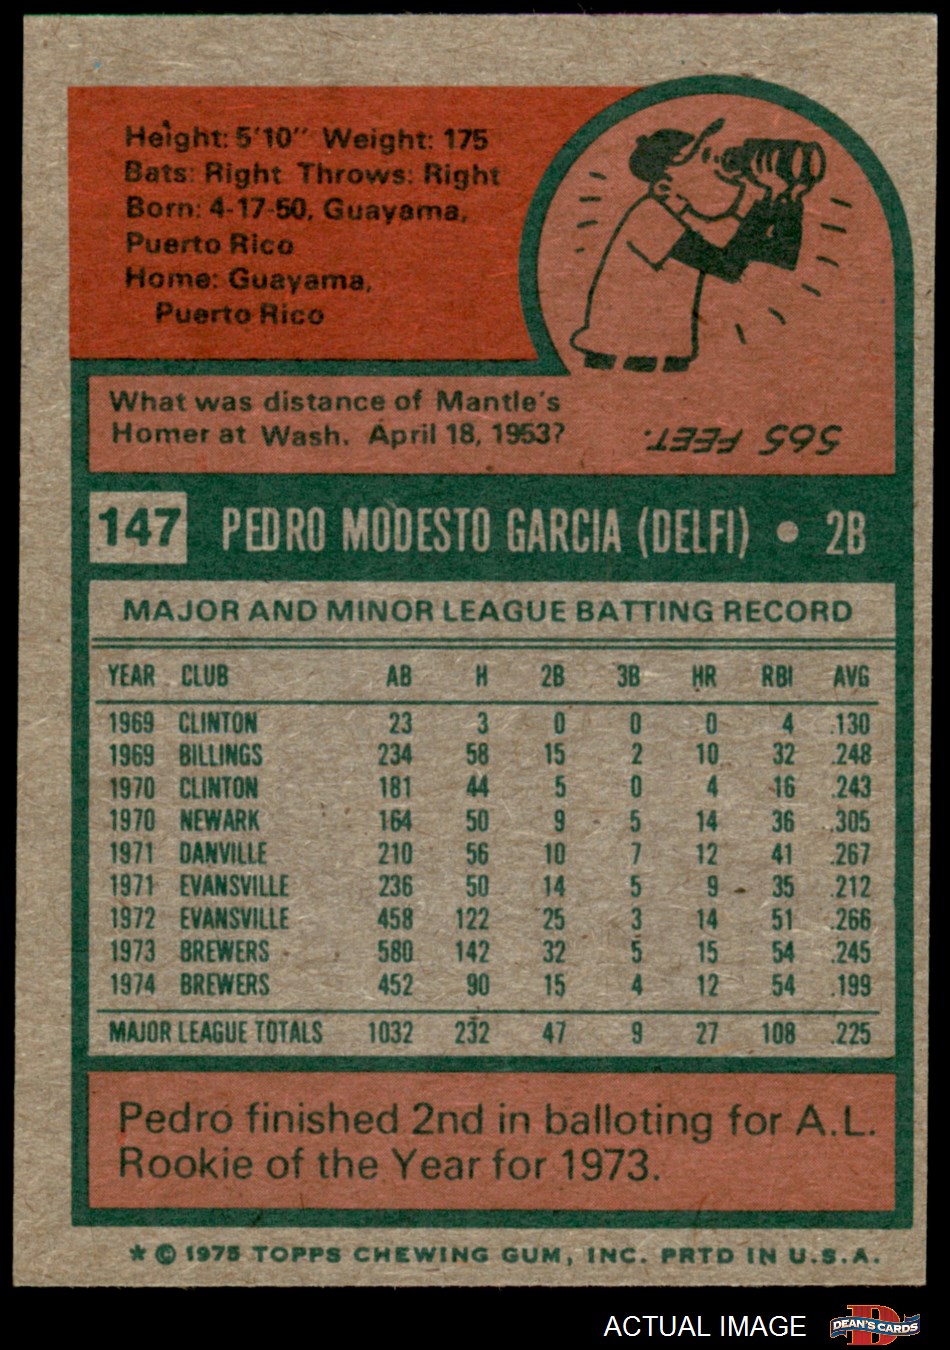 Height: 5'10" Weight: 175
Bats: Right Throws: Right
Born: 4-17-50, Guayama,
Puerto Rico
Home: Guayama,
Puerto Rico
What was distance of Mantle's
Homer at Wash. April 18, 1953?
565 FEET.
147 PEDRO MODESTO GARCIA (DELFI) • 2B
MAJOR AND MINOR LEAGUE BATTING RECORD
YEAR CLUB AB H 2B 3B HR RBI AVG
1969 CLINTON 23 3 0 0 0 4 .130
1969 BILLINGS 234 58 15 2 10 32 .248
1970 CLINTON 181 44 5 0 4 16 .243
1970 NEWARK 164 50 9 5 14 36 .305
1971 DANVILLE 210 56 10 7 12 41 .267
1971 EVANSVILLE 236 50 14 5 9 35 .212
1972 EVANSVILLE 458 122 25 3 14 51 .266
1973 BREWERS 580 142 32 5 15 54 .245
1974 BREWERS 452 90 15 4 12 54 .199
MAJOR LEAGUE TOTALS 1032 232 47 9 27 108 .225
Pedro finished 2nd in balloting for A.L.
Rookie of the Year for 1973.
* © 1975 TOPPS CHEWING GUM, INC. PRTD IN U.S.A.
ACTUAL IMAGE
D
DEAN'S CARDS